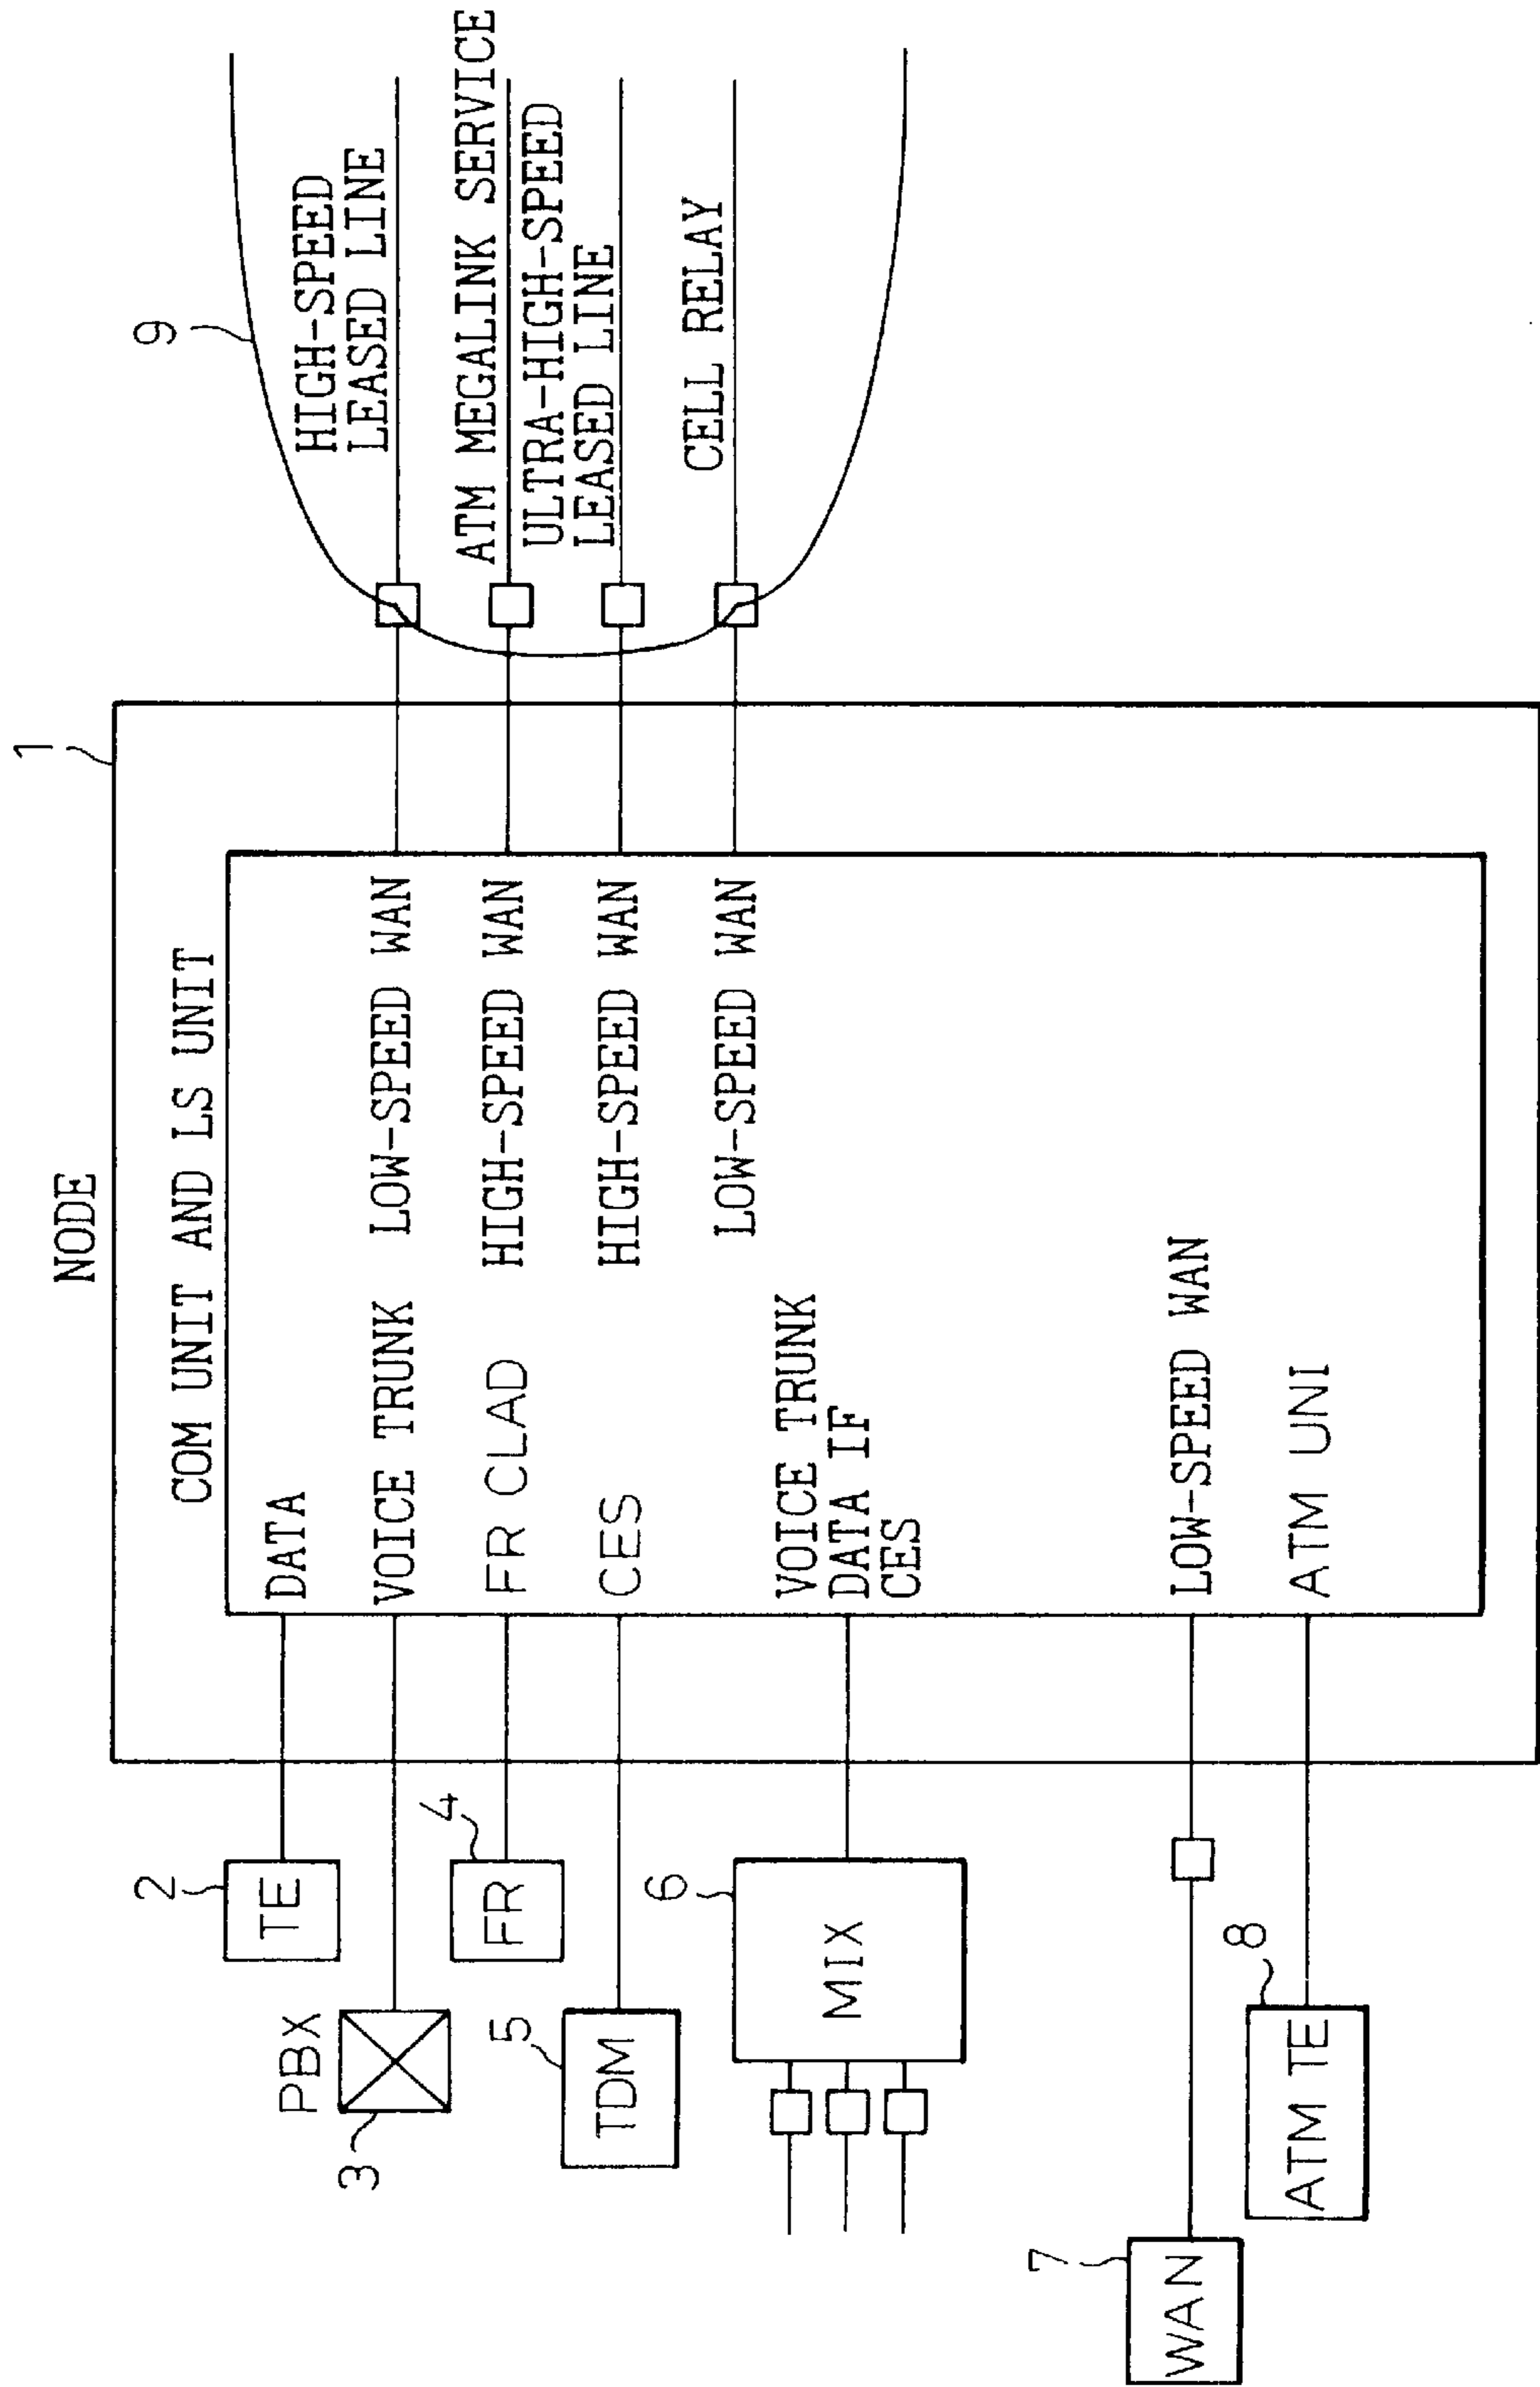 NODE
1
COM UNIT AND LS UNIT
2
TE
DATA
PBX
3
VOICE TRUNK
LOW-SPEED WAN
HIGH-SPEED
LEASED LINE
9
4
FR
FR CLAD
HIGH-SPEED WAN
ATM MEGALINK SERVICE
5
TDM
CES
HIGH-SPEED WAN
ULTRA-HIGH-SPEED
LEASED LINE
LOW-SPEED WAN
CELL RELAY
6
MIX
VOICE TRUNK
DATA IF
CES
7
WAN
LOW-SPEED WAN
8
ATM TE
ATM UNI